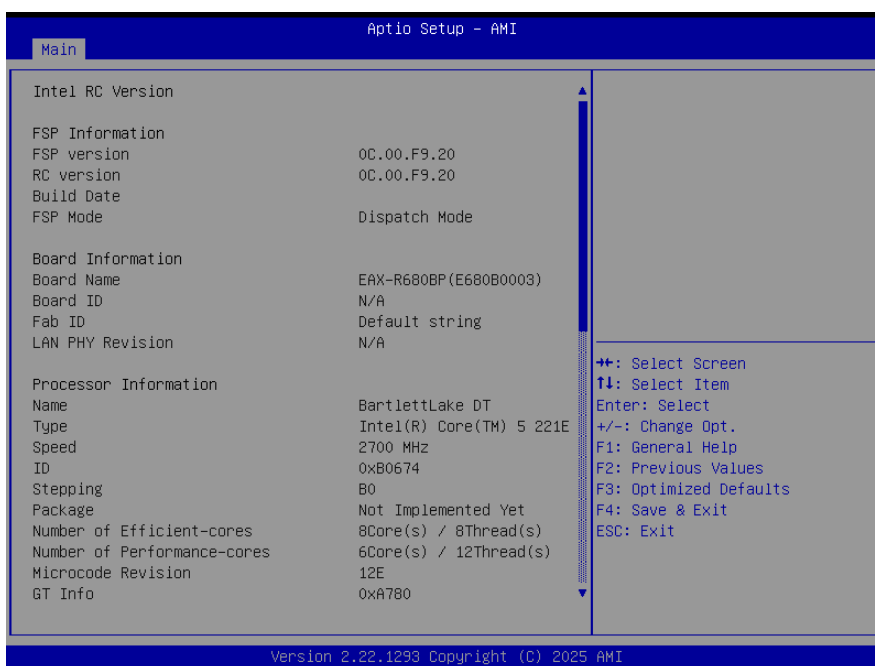 Aptio Setup – AMI
Main
Intel RC Version
FSP Information
FSP version 0C.00.F9.20
RC version 0C.00.F9.20
Build Date
FSP Mode Dispatch Mode
Board Information
Board Name EAX-R680BP(E680B0003)
Board ID N/A
Fab ID Default string
LAN PHY Revision N/A
Processor Information
Name BartlettLake DT
Type Intel(R) Core(TM) 5 221E
Speed 2700 MHz
ID 0xB0674
Stepping B0
Package Not Implemented Yet
Number of Efficient-cores 8Core(s) / 8Thread(s)
Number of Performance-cores 6Core(s) / 12Thread(s)
Microcode Revision 12E
GT Info 0xA780
→←: Select Screen
↑↓: Select Item
Enter: Select
+/-: Change Opt.
F1: General Help
F2: Previous Values
F3: Optimized Defaults
F4: Save & Exit
ESC: Exit
Version 2.22.1293 Copyright (C) 2025 AMI